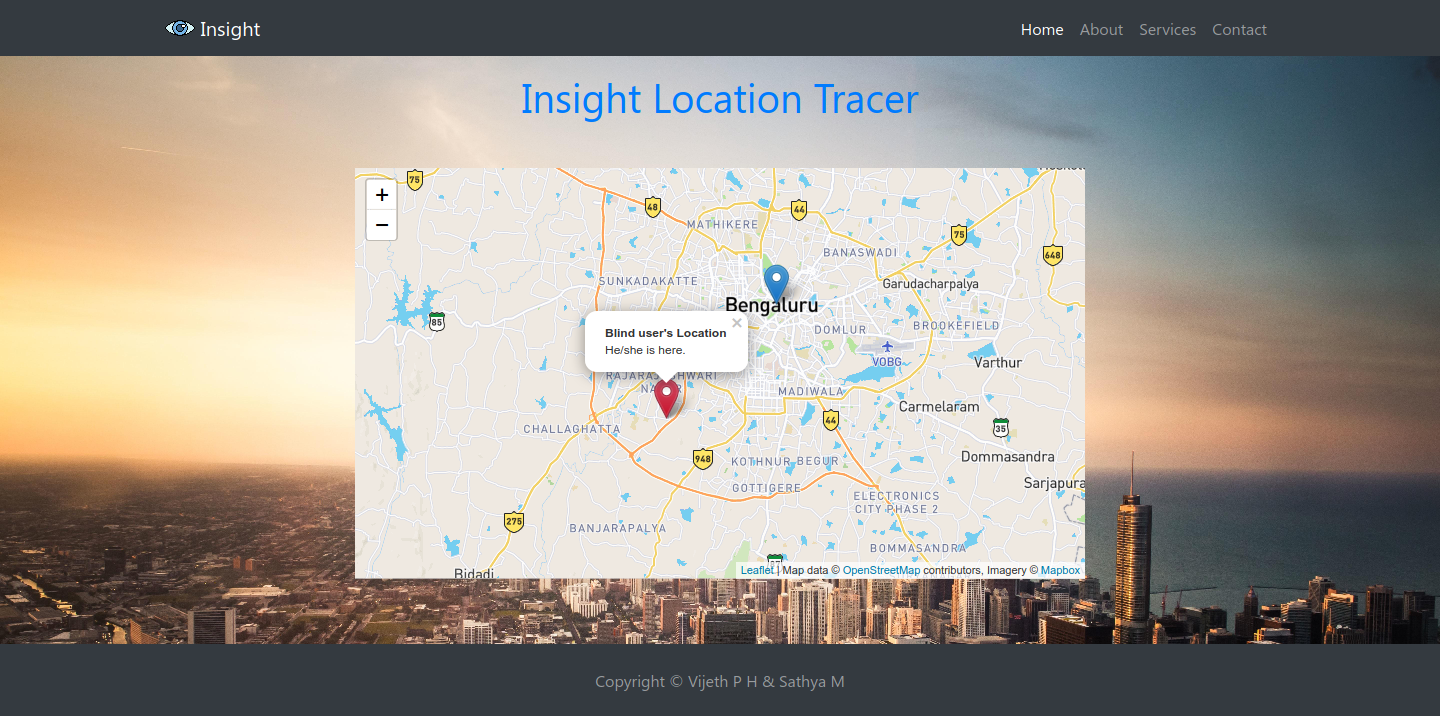 Insight
Home
About
Services
Contact
Insight Location Tracer
+
−
75
48
44
MATHIKERE
75
BANASWADI
648
SUNKADAKATTE
Garudacharpalya
Bengaluru
85
DOMLUR
BROOKEFIELD
Blind user's Location
×
He/she is here.
VOBG
Varthur
MADIWALA
Carmelaram
44
35
CHALLAGHATTA
948
KOTHNUR
BEGUR
Dommasandra
GOTTIGERE
Sarjapura
ELECTRONICS
CITY PHASE 2
275
BANJARAPALYA
BOMMASANDRA
Bidadi
Leaflet | Map data © OpenStreetMap contributors, Imagery © Mapbox
Copyright © Vijeth P H & Sathya M